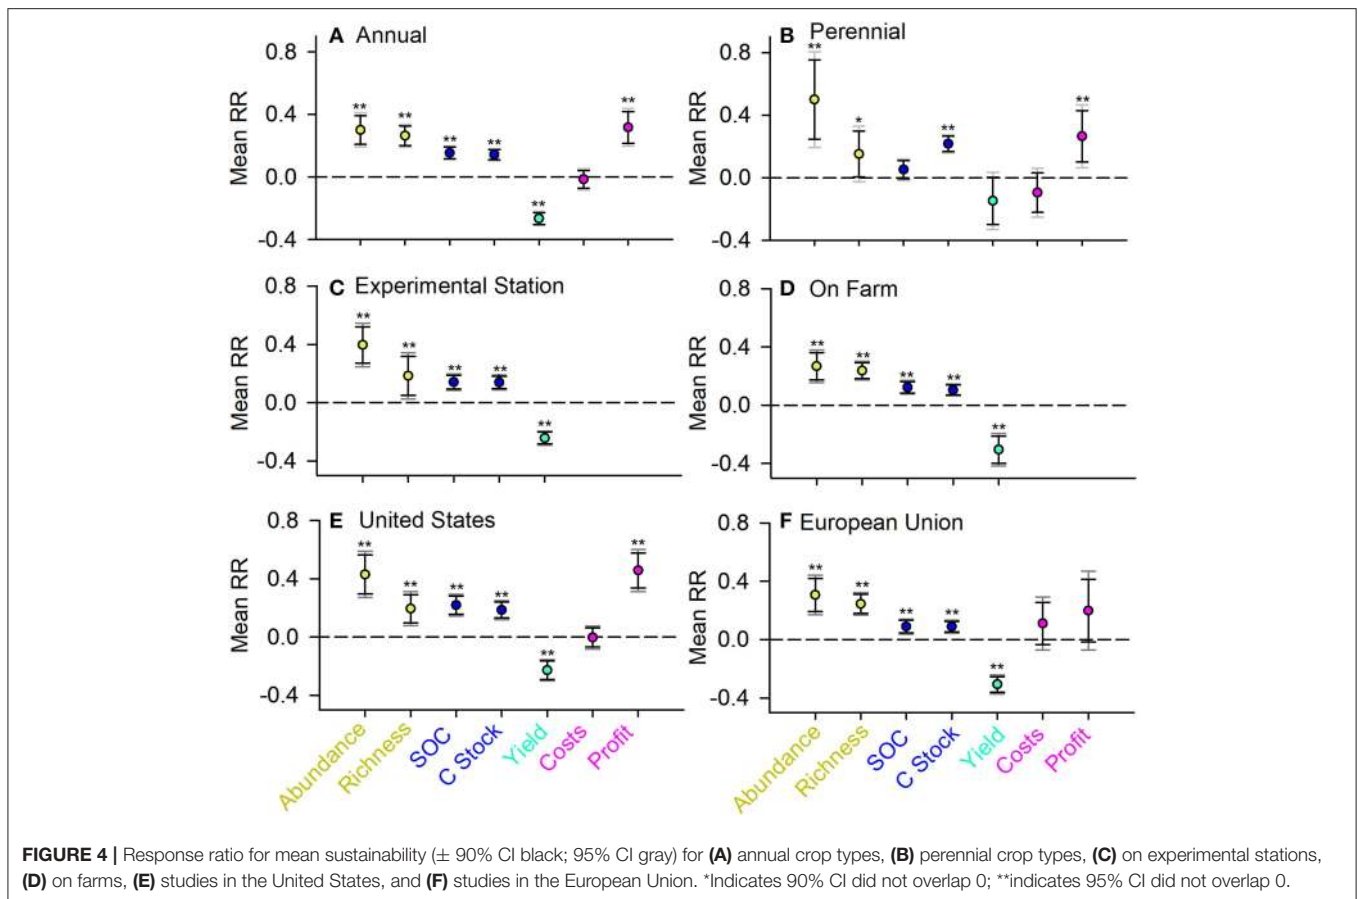 A Annual
0.8
0.4
0.0
-0.4
Mean RR
**
**
**
**
**
**
B Perennial
0.8
0.4
0.0
-0.4
Mean RR
**
*
**
**
C Experimental Station
0.8
0.4
0.0
-0.4
Mean RR
**
**
**
**
**
D On Farm
0.8
0.4
0.0
-0.4
Mean RR
**
**
**
**
**
E United States
0.8
0.4
0.0
-0.4
Mean RR
**
**
**
**
**
**
Abundance
Richness
SOC
C Stock
Yield
Costs
Profit
F European Union
0.8
0.4
0.0
-0.4
Mean RR
**
**
**
**
**
Abundance
Richness
SOC
C Stock
Yield
Costs
Profit
FIGURE 4 | Response ratio for mean sustainability (± 90% CI black; 95% CI gray) for (A) annual crop types, (B) perennial crop types, (C) on experimental stations,
(D) on farms, (E) studies in the United States, and (F) studies in the European Union. *Indicates 90% CI did not overlap 0; **indicates 95% CI did not overlap 0.